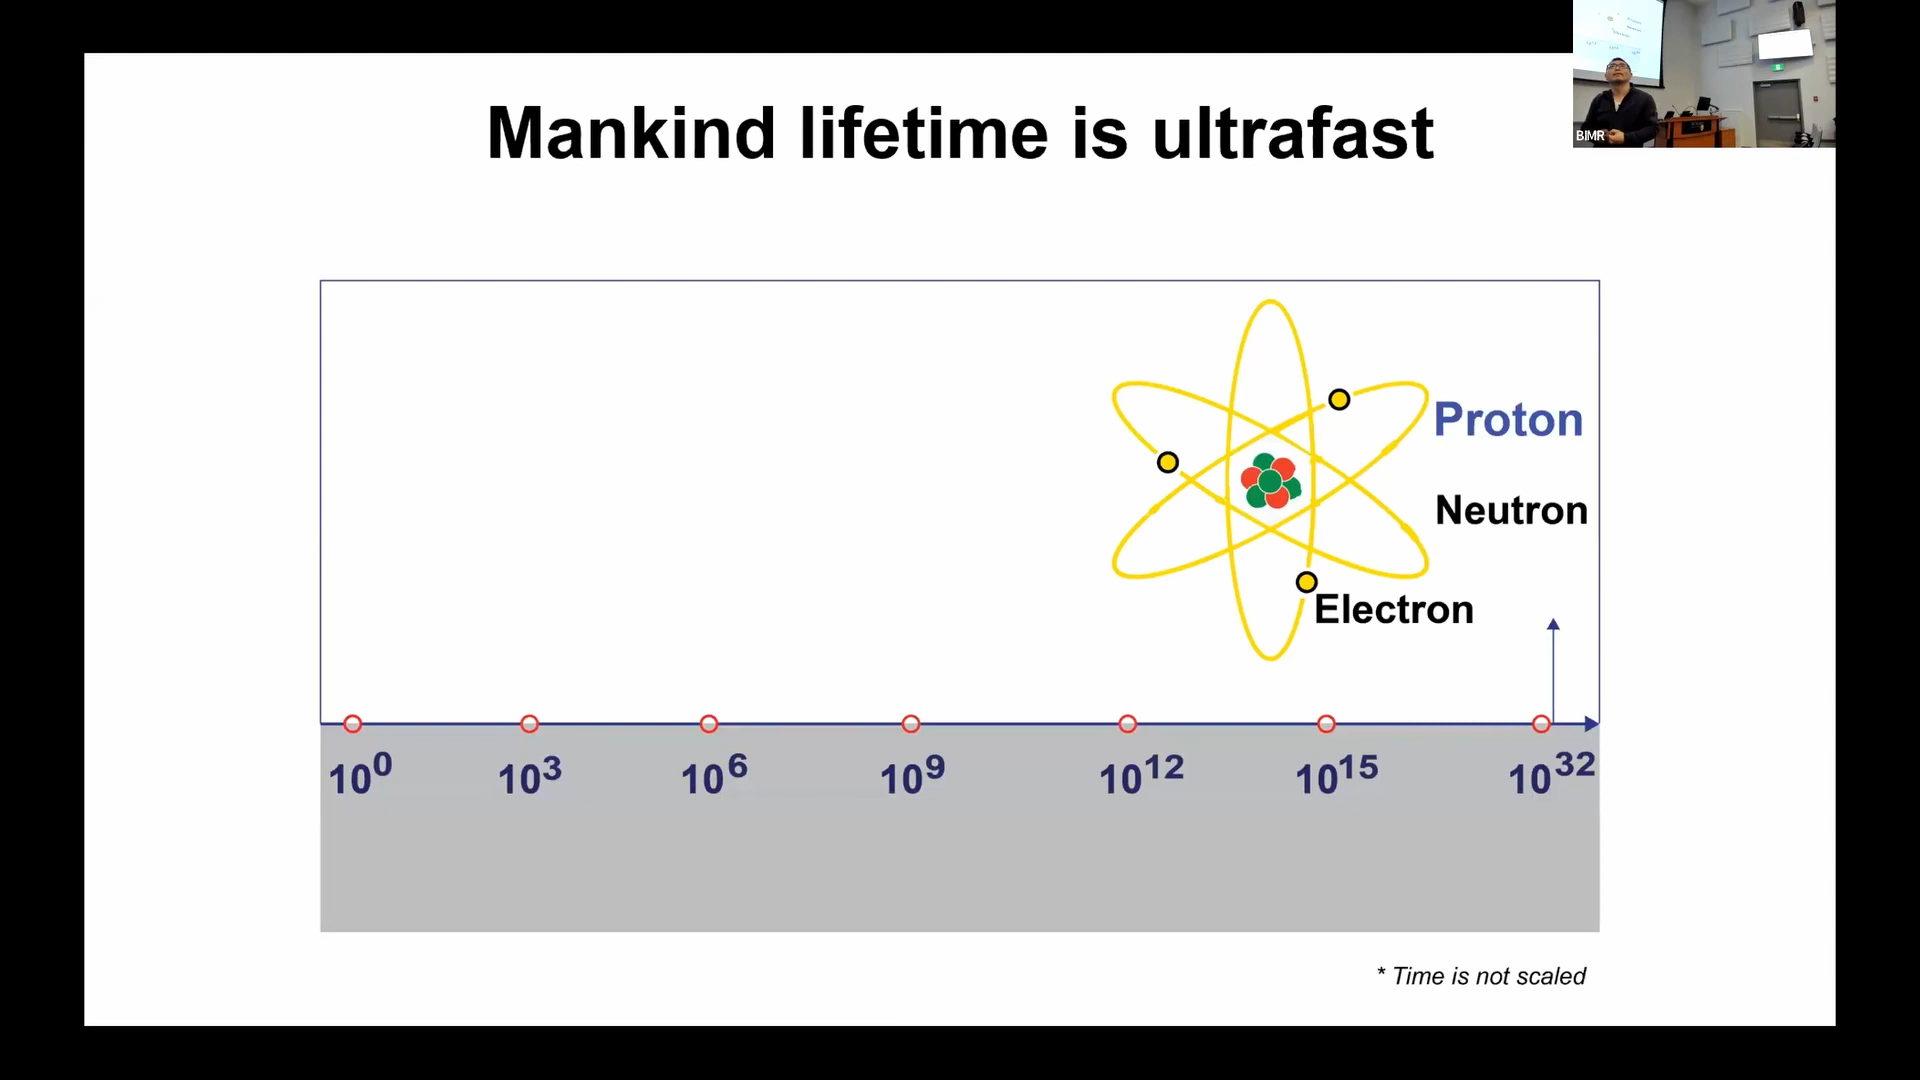 Mankind lifetime is ultrafast
BIMR
Proton
Neutron
Electron
10⁰ 10³ 10⁶ 10⁹ 10¹² 10¹⁵ 10³²
* Time is not scaled